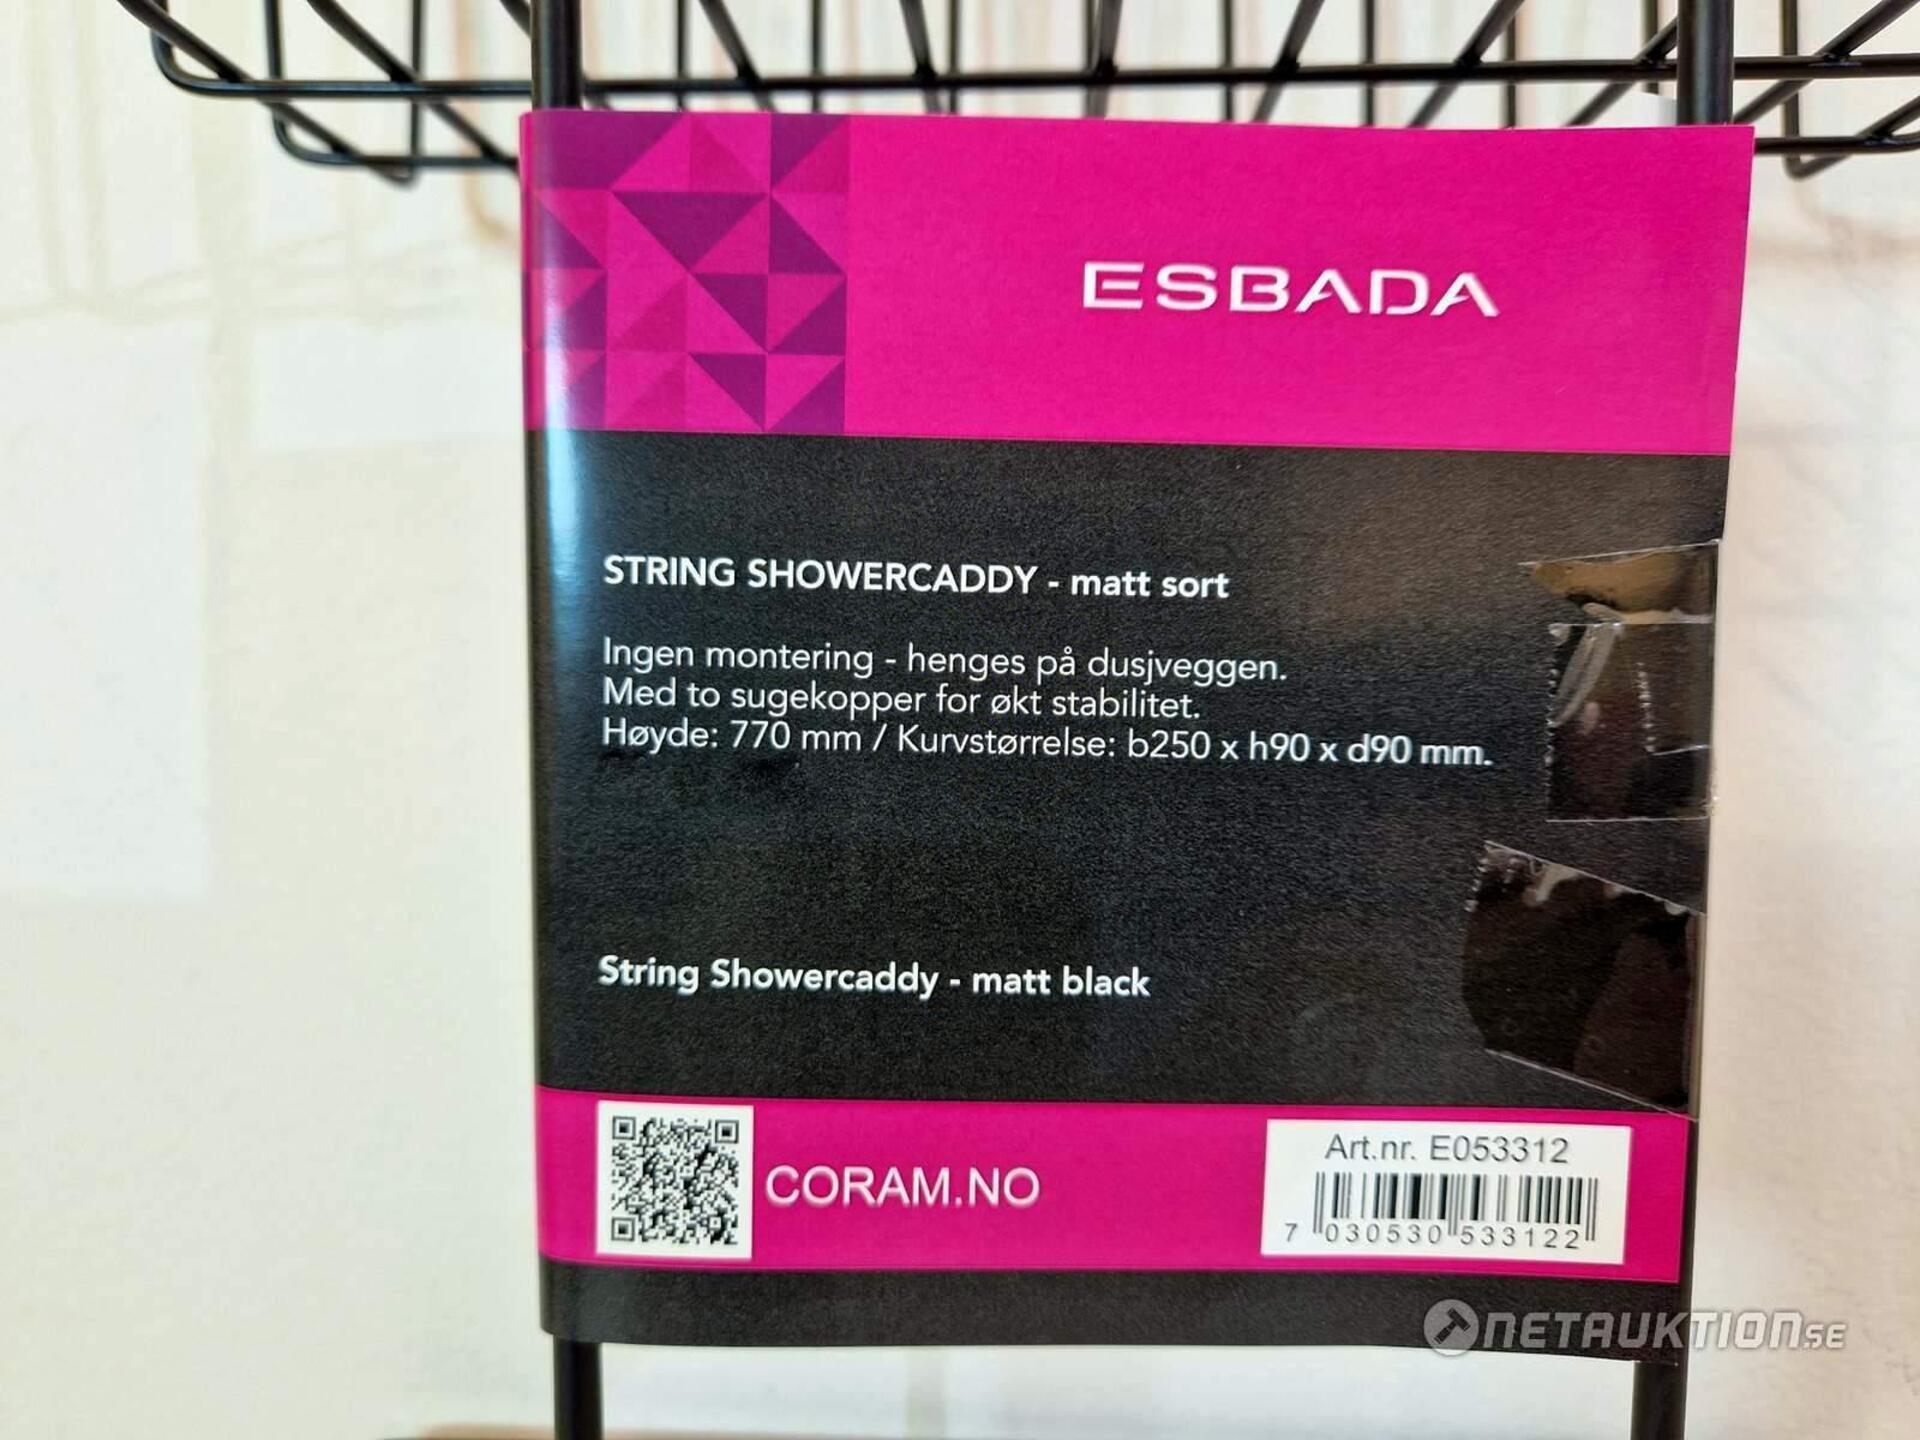 ESBADA
STRING SHOWERCADDY - matt sort
Ingen montering - henges på dusjveggen.
Med to sugekopper for økt stabilitet.
Høyde: 770 mm / Kurvstørrelse: b250 x h90 x d90 mm.
String Showercaddy - matt black
CORAM.NO
Art.nr. E053312
7 030530 533122
NETAUKTION.SE